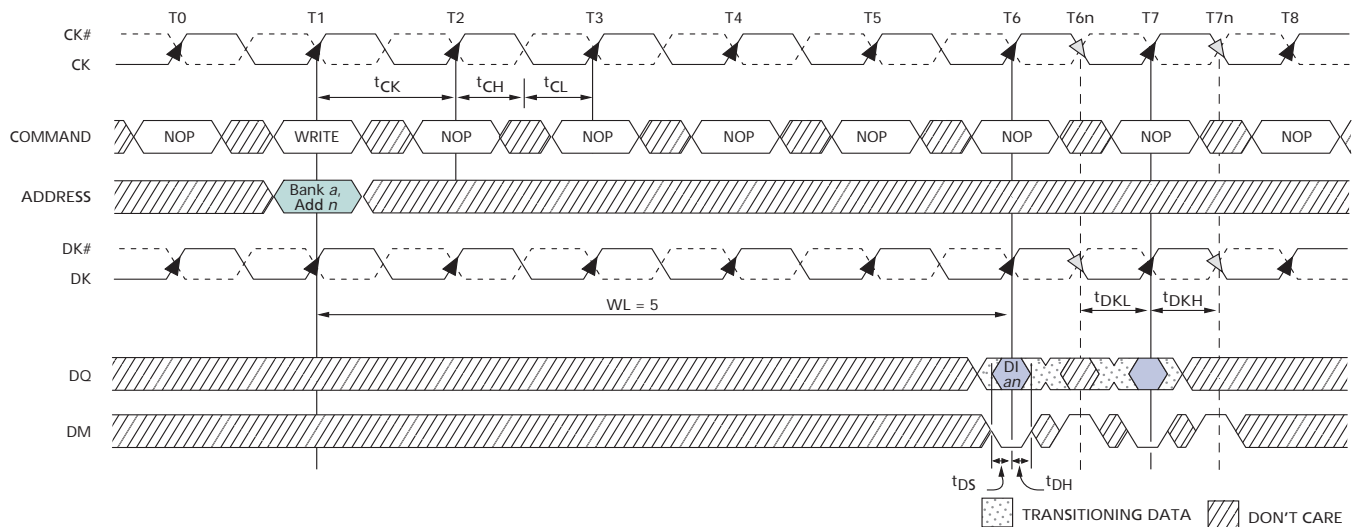 T0 T1 T2 T3 T4 T5 T6 T6n T7 T7n T8
CK#
CK
tCK tCH tCL
COMMAND NOP WRITE NOP NOP NOP NOP NOP NOP NOP
ADDRESS Bank a,
Add n
DK#
DK
WL = 5 tDKL tDKH
DQ DI
an
DM
tDS tDH
TRANSITIONING DATA DON'T CARE